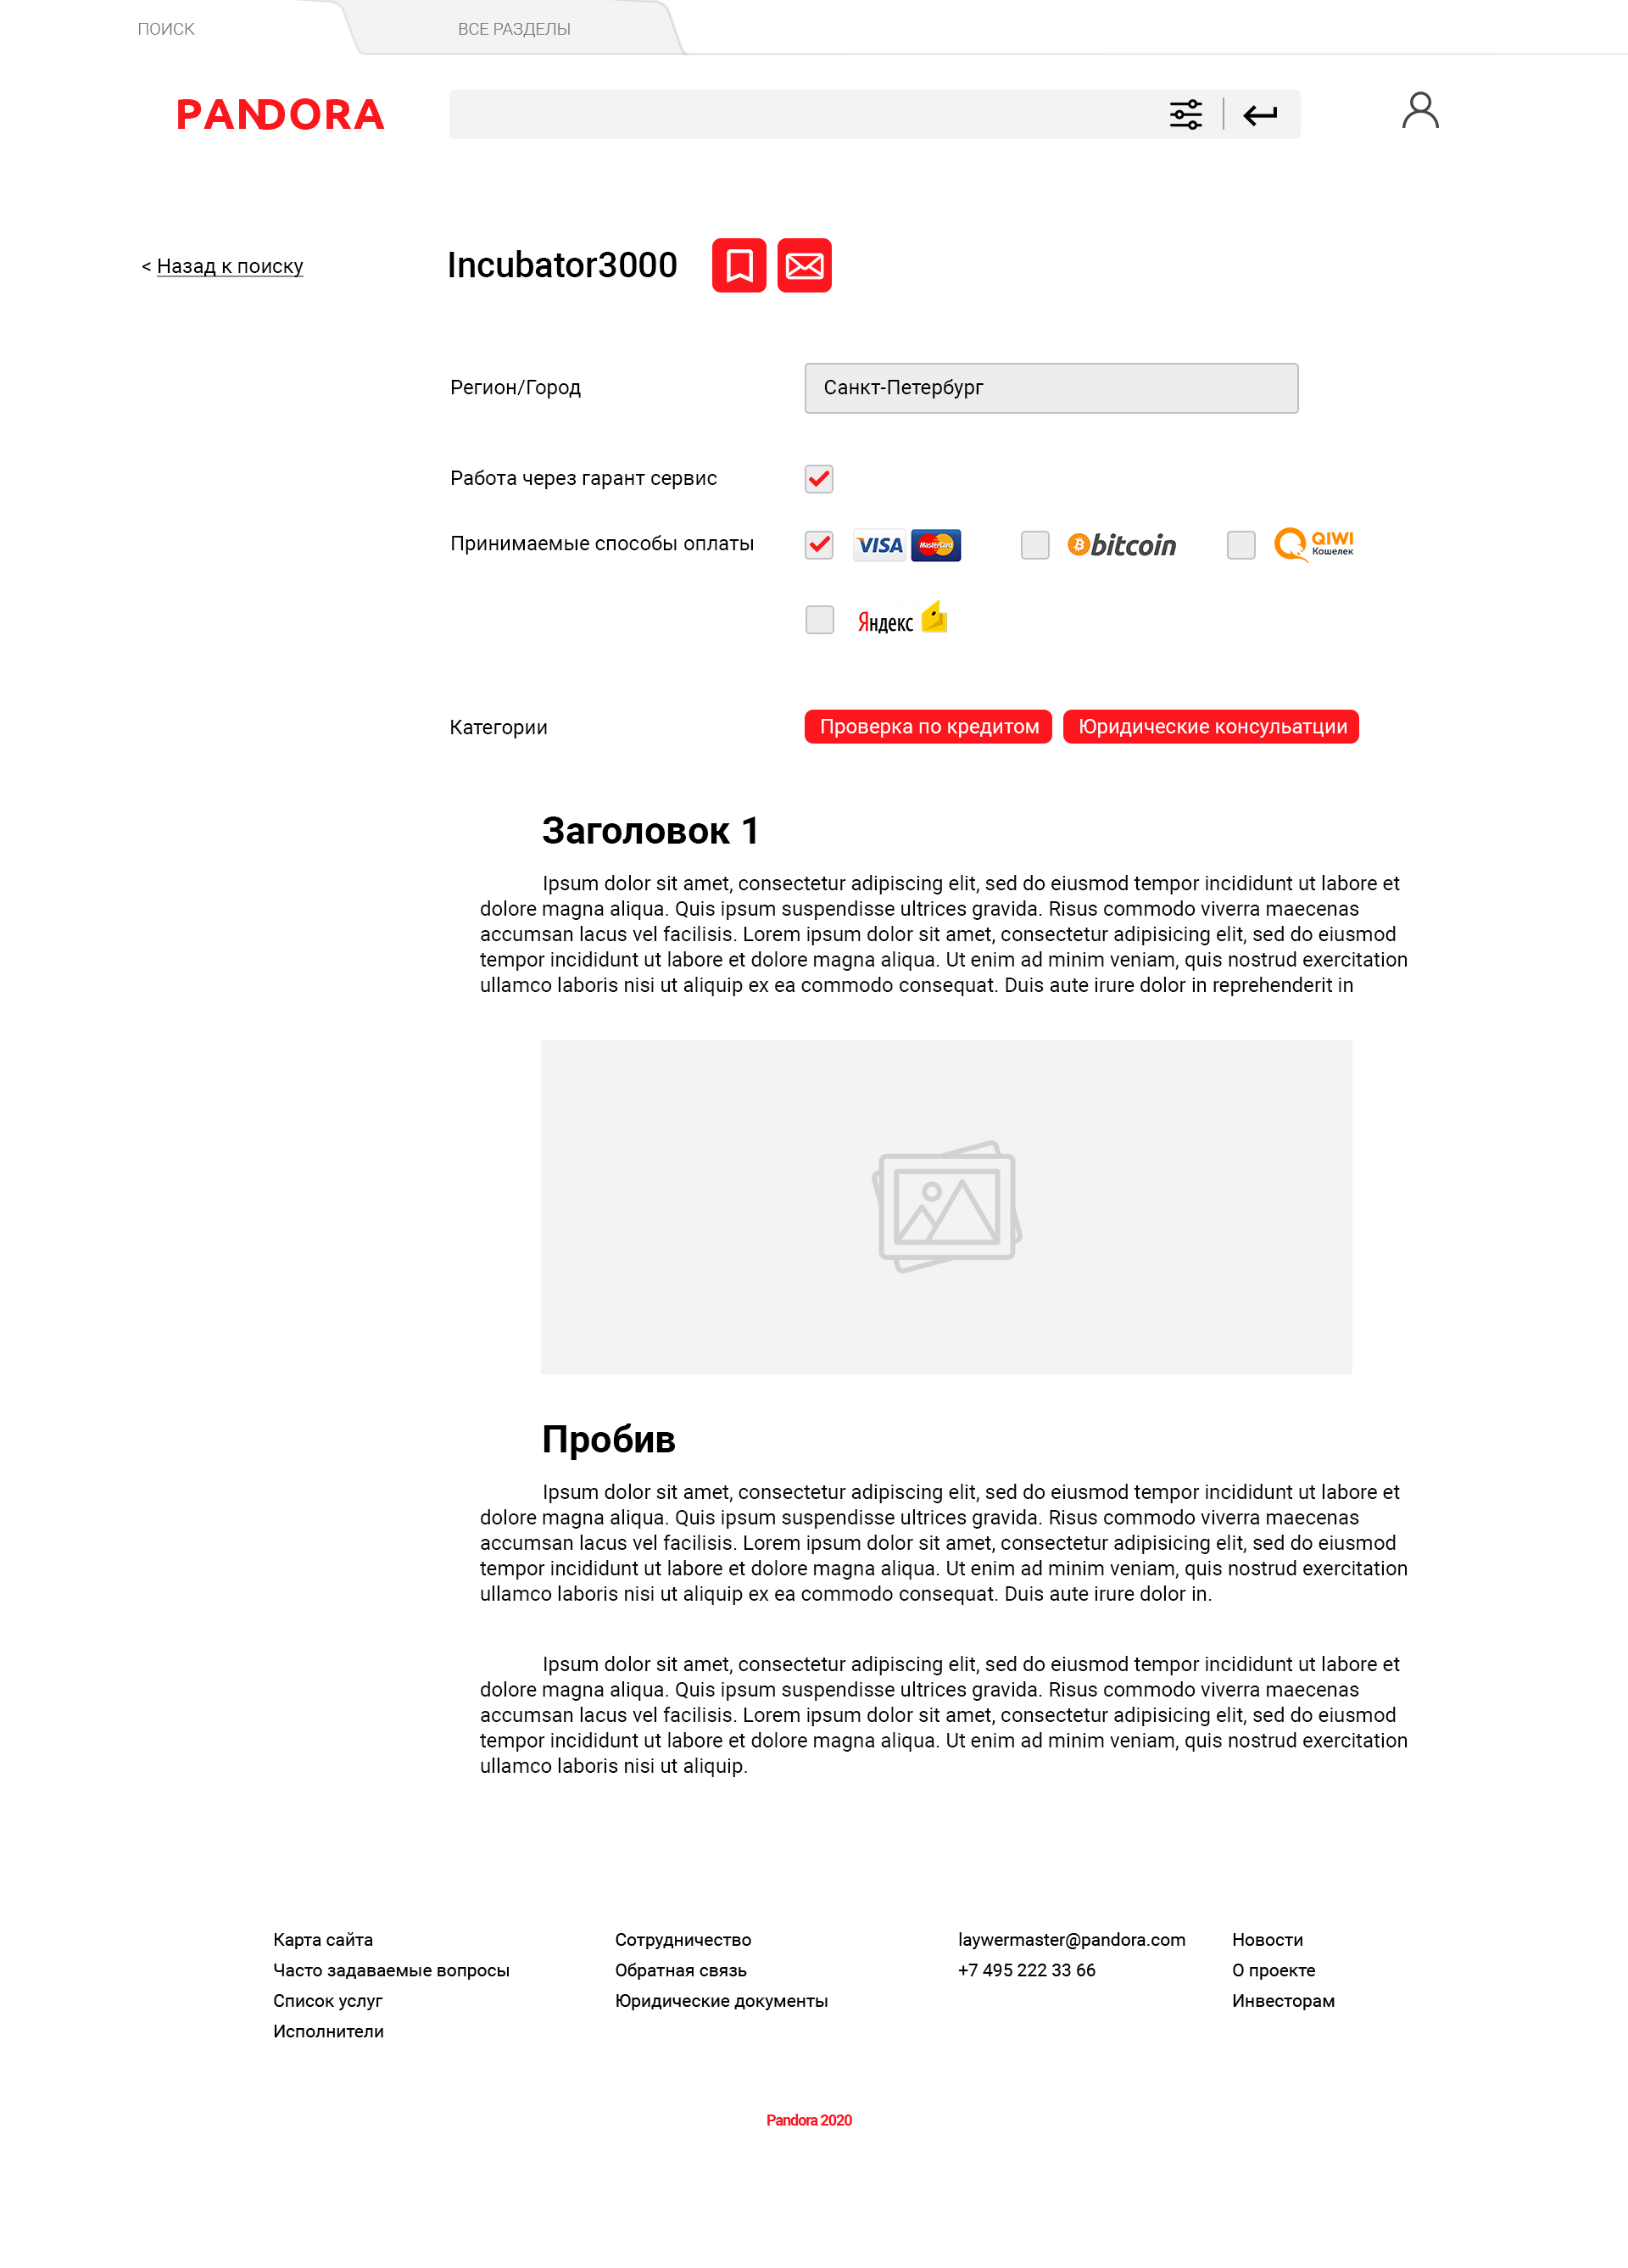 ПОИСК
ВСЕ РАЗДЕЛЫ
PANDORA
< Назад к поиску
Incubator3000
Регион/Город
Санкт-Петербург
Работа через гарант сервис
Принимаемые способы оплаты
VISA
MasterCard
bitcoin
QIWI
Кошелек
Яндекс
Категории
Проверка по кредитом
Юридические консульатции
Заголовок 1
Ipsum dolor sit amet, consectetur adipiscing elit, sed do eiusmod tempor incididunt ut labore et
dolore magna aliqua. Quis ipsum suspendisse ultrices gravida. Risus commodo viverra maecenas
accumsan lacus vel facilisis. Lorem ipsum dolor sit amet, consectetur adipisicing elit, sed do eiusmod
tempor incididunt ut labore et dolore magna aliqua. Ut enim ad minim veniam, quis nostrud exercitation
ullamco laboris nisi ut aliquip ex ea commodo consequat. Duis aute irure dolor in reprehenderit in
Пробив
Ipsum dolor sit amet, consectetur adipiscing elit, sed do eiusmod tempor incididunt ut labore et
dolore magna aliqua. Quis ipsum suspendisse ultrices gravida. Risus commodo viverra maecenas
accumsan lacus vel facilisis. Lorem ipsum dolor sit amet, consectetur adipisicing elit, sed do eiusmod
tempor incididunt ut labore et dolore magna aliqua. Ut enim ad minim veniam, quis nostrud exercitation
ullamco laboris nisi ut aliquip ex ea commodo consequat. Duis aute irure dolor in.
Ipsum dolor sit amet, consectetur adipiscing elit, sed do eiusmod tempor incididunt ut labore et
dolore magna aliqua. Quis ipsum suspendisse ultrices gravida. Risus commodo viverra maecenas
accumsan lacus vel facilisis. Lorem ipsum dolor sit amet, consectetur adipisicing elit, sed do eiusmod
tempor incididunt ut labore et dolore magna aliqua. Ut enim ad minim veniam, quis nostrud exercitation
ullamco laboris nisi ut aliquip.
Карта сайта
Часто задаваемые вопросы
Список услуг
Исполнители
Сотрудничество
Обратная связь
Юридические документы
laywermaster@pandora.com
+7 495 222 33 66
Новости
О проекте
Инвесторам
Pandora 2020